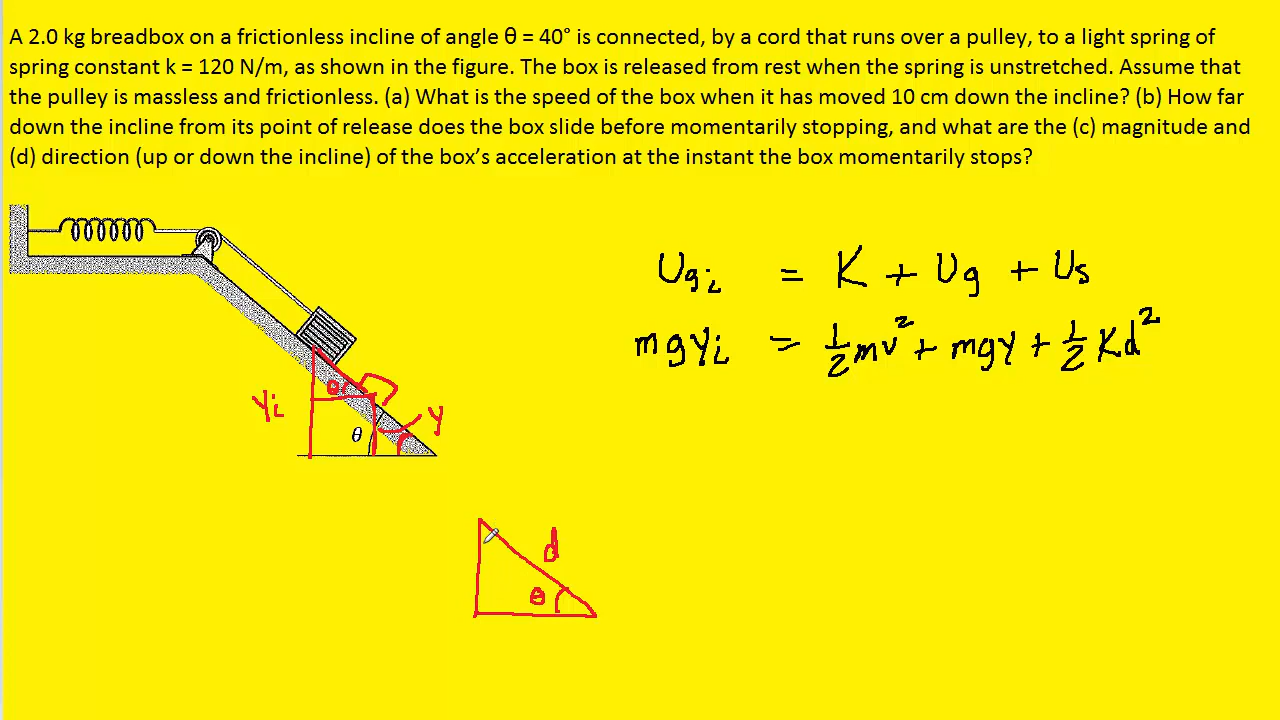 A 2.0 kg breadbox on a frictionless incline of angle θ = 40° is connected, by a cord that runs over a pulley, to a light spring of
spring constant k = 120 N/m, as shown in the figure. The box is released from rest when the spring is unstretched. Assume that
the pulley is massless and frictionless. (a) What is the speed of the box when it has moved 10 cm down the incline? (b) How far
down the incline from its point of release does the box slide before momentarily stopping, and what are the (c) magnitude and
(d) direction (up or down the incline) of the box’s acceleration at the instant the box momentarily stops?
Ugi = K + Ug + Us
mgyi = ½mv² + mgy + ½Kd²
θ
yi
y
θ
d
θ